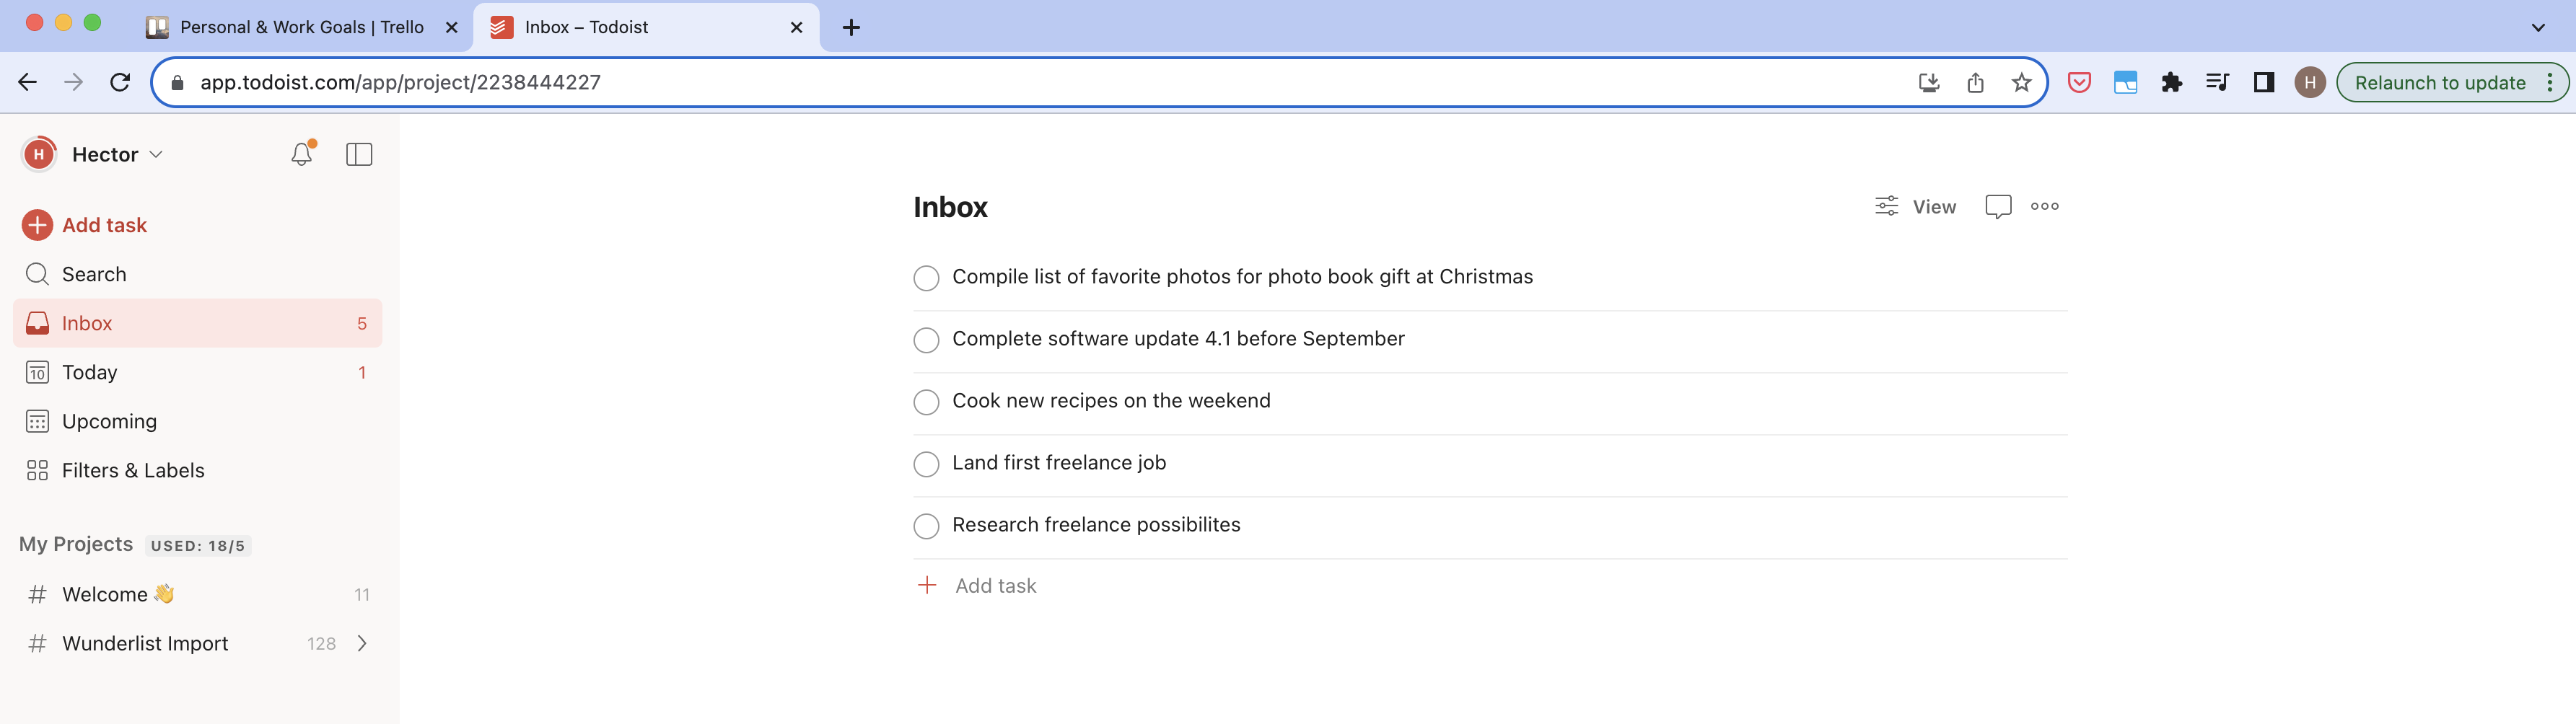 Personal & Work Goals | Trello
Inbox – Todoist
app.todoist.com/app/project/2238444227
H
Relaunch to update
H
Hector
Add task
Search
Inbox 5
10 Today 1
Upcoming
Filters & Labels
My Projects USED: 18/5
# Welcome 👋 11
# Wunderlist Import 128
Inbox
View
Compile list of favorite photos for photo book gift at Christmas
Complete software update 4.1 before September
Cook new recipes on the weekend
Land first freelance job
Research freelance possibilites
Add task